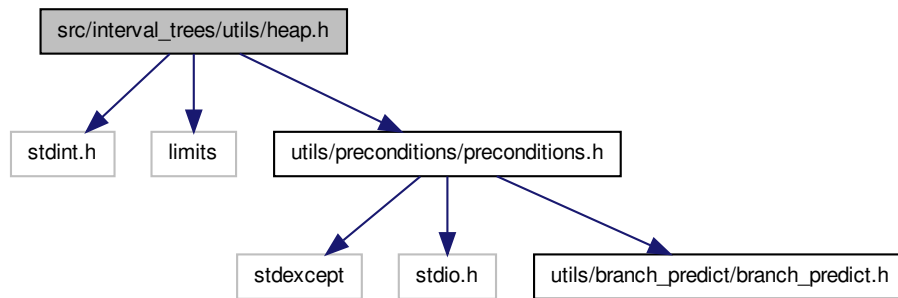 src/interval_trees/utils/heap.h
stdint.h
limits
utils/preconditions/preconditions.h
stdexcept
stdio.h
utils/branch_predict/branch_predict.h